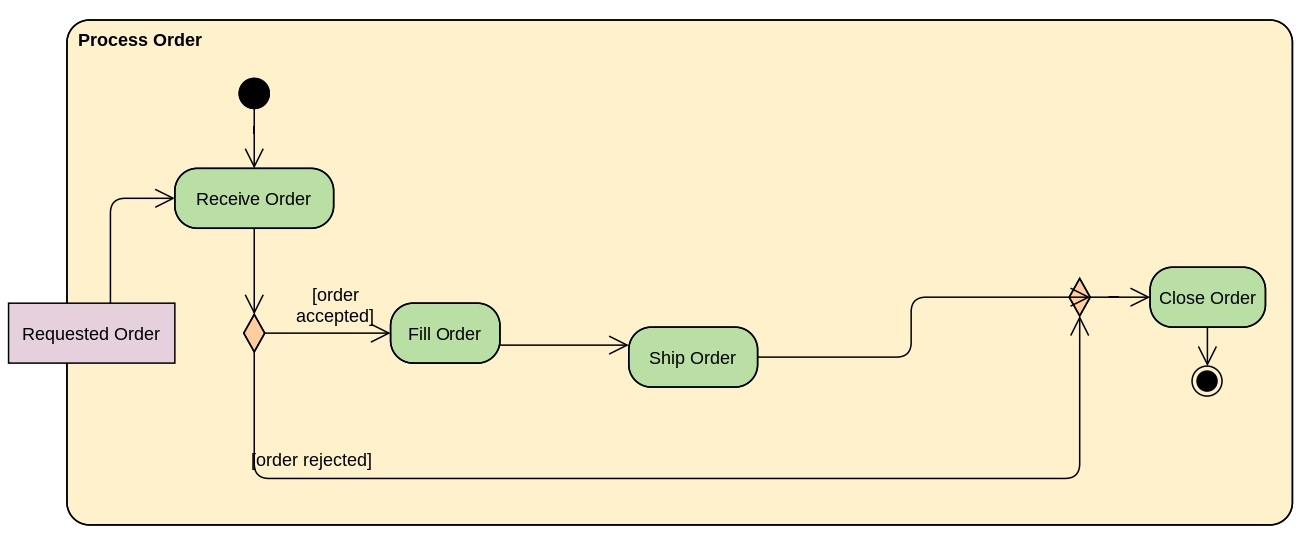 Process Order
Receive Order
Requested Order
[order
accepted]
Fill Order
Ship Order
Close Order
[order rejected]